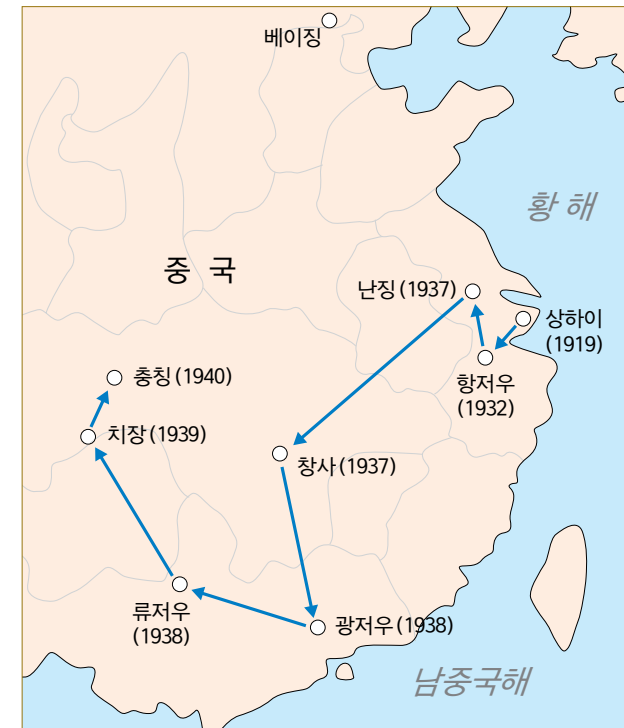 베이징
황 해
중 국
난징(1937)
상하이
(1919)
항저우
(1932)
충칭(1940)
치장(1939)
창사(1937)
류저우
(1938)
광저우(1938)
남중국해